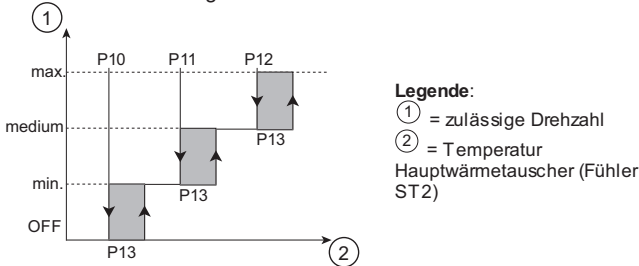 1
P10 P11 P12
max.
medium
P13
min.
P13
OFF
P13
2
Legende:
1 = zulässige Drehzahl
2 = Temperatur
Hauptwärmetauscher (Fühler
ST2)